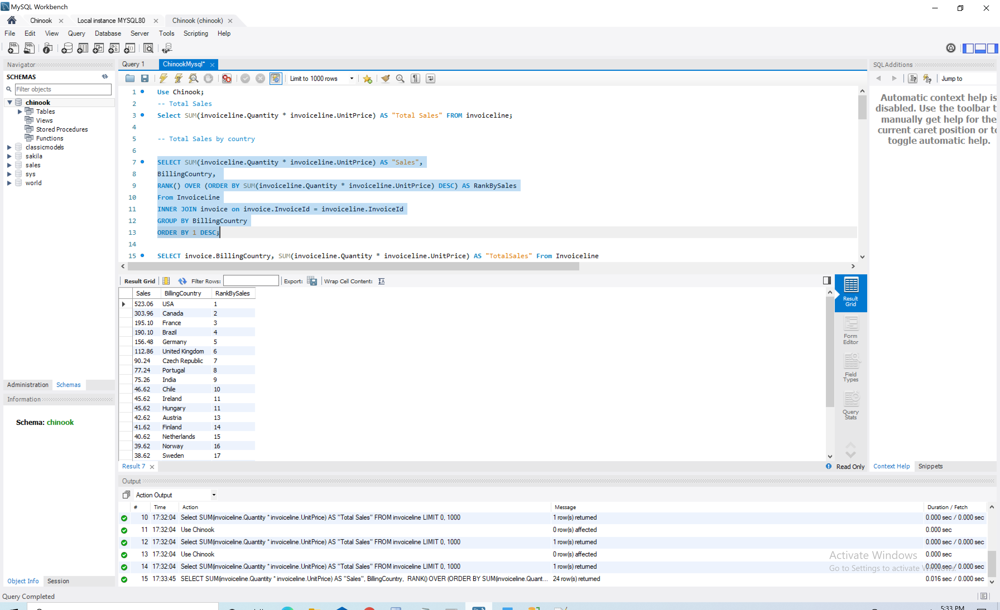 MySQL Workbench
Chinook
Local instance MYSQL80
Chinook (chinook)
File Edit View Query Database Server Tools Scripting Help
Navigator
SCHEMAS
Filter objects
chinook
Tables
Views
Stored Procedures
Functions
classicmodels
sakila
sales
sys
world
Administration Schemas
Information
Schema: chinook
Object Info Session
Query 1
ChinookMysql*
Limit to 1000 rows
1 Use Chinook;
2 -- Total Sales
3 Select SUM(invoiceline.Quantity * invoiceline.UnitPrice) AS "Total Sales" FROM invoiceline;
4
5 -- Total Sales by country
6
7 SELECT SUM(invoiceline.Quantity * invoiceline.UnitPrice) AS "Sales",
8 BillingCountry,
9 RANK() OVER (ORDER BY SUM(invoiceline.Quantity * invoiceline.UnitPrice) DESC) AS RankBySales
10 From InvoiceLine
11 INNER JOIN invoice on invoice.InvoiceId = invoiceline.InvoiceId
12 GROUP BY BillingCountry
13 ORDER BY 1 DESC;
14
15 SELECT invoice.BillingCountry, SUM(invoiceline.Quantity * invoiceline.UnitPrice) AS "TotalSales" From Invoiceline
Result Grid Filter Rows: Export: Wrap Cell Content:
Sales BillingCountry RankBySales
523.06 USA 1
303.96 Canada 2
195.10 France 3
190.10 Brazil 4
156.48 Germany 5
112.86 United Kingdom 6
90.24 Czech Republic 7
77.24 Portugal 8
75.26 India 9
46.62 Chile 10
45.62 Ireland 11
45.62 Hungary 11
42.62 Austria 13
41.62 Finland 14
40.62 Netherlands 15
39.62 Norway 16
38.62 Sweden 17
Result Grid
Form Editor
Field Types
Query Stats
Result 7
Read Only
SQLAdditions
Jump to
Automatic context help is
disabled. Use the toolbar t
manually get help for the
current caret position or to
toggle automatic help.
Context Help Snippets
Output
Action Output
# Time Action Message Duration / Fetch
10 17:32:04 Select SUM(invoiceline.Quantity * invoiceline.UnitPrice) AS "Total Sales" FROM invoiceline LIMIT 0, 1000 1 row(s) returned 0.000 sec / 0.000 sec
11 17:32:04 Use Chinook 0 row(s) affected 0.000 sec
12 17:32:04 Select SUM(invoiceline.Quantity * invoiceline.UnitPrice) AS "Total Sales" FROM invoiceline LIMIT 0, 1000 1 row(s) returned 0.000 sec / 0.000 sec
13 17:32:04 Use Chinook 0 row(s) affected 0.000 sec
14 17:32:04 Select SUM(invoiceline.Quantity * invoiceline.UnitPrice) AS "Total Sales" FROM invoiceline LIMIT 0, 1000 1 row(s) returned 0.000 sec / 0.000 sec
15 17:33:45 SELECT SUM(invoiceline.Quantity * invoiceline.UnitPrice) AS "Sales", BillingCountry, RANK() OVER (ORDER BY SUM(invoiceline.Quant... 24 row(s) returned 0.016 sec / 0.000 sec
Activate Windows
Go to Settings to activate Windows.
Query Completed
5:33 PM